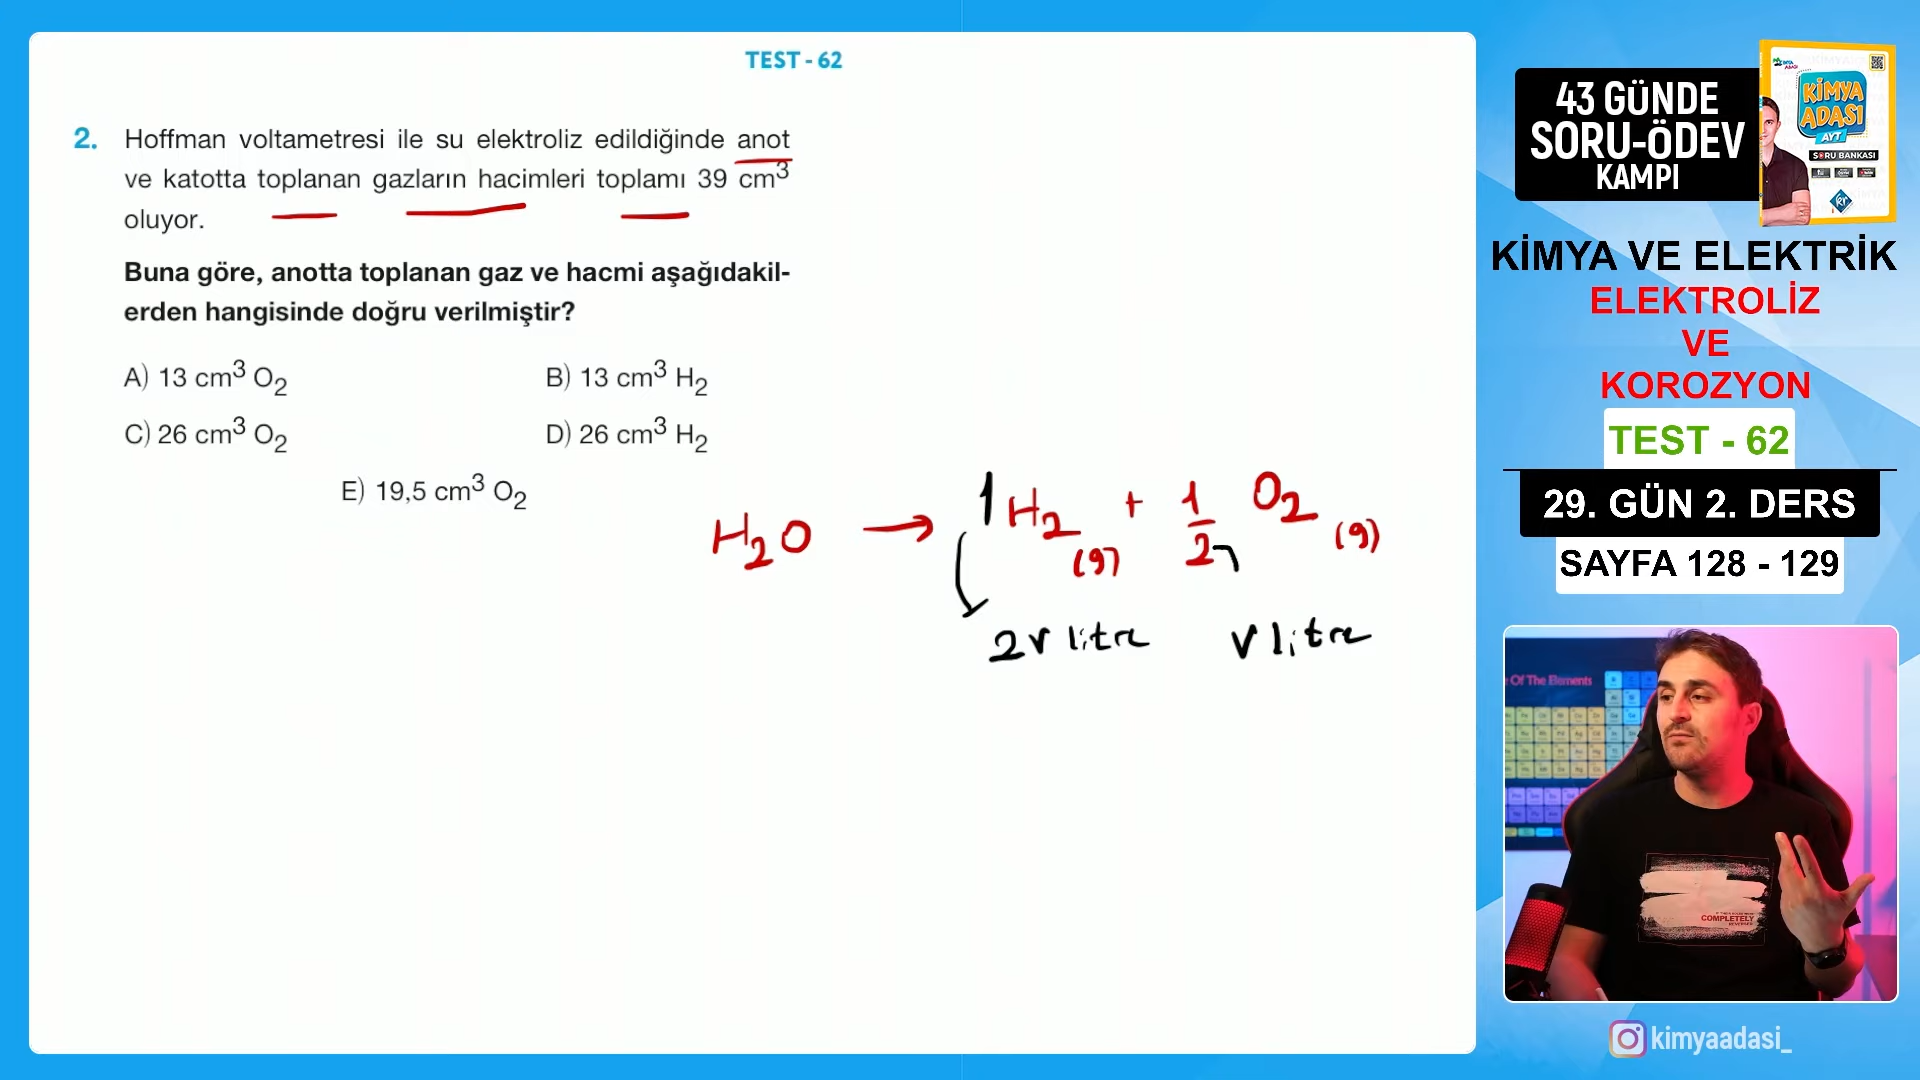 TEST - 62
2. Hoffman voltametresi ile su elektroliz edildiğinde anot
ve katotta toplanan gazların hacimleri toplamı 39 cm³
oluyor.
Buna göre, anotta toplanan gaz ve hacmi aşağıdakil-
erden hangisinde doğru verilmiştir?
A) 13 cm³ O₂ B) 13 cm³ H₂
C) 26 cm³ O₂ D) 26 cm³ H₂
E) 19,5 cm³ O₂
H₂O → 1 H₂ (g) + 1/2 O₂ (g)
2V litre V litre
43 GÜNDE
SORU-ÖDEV
KAMPI
KİMYA
ADASI
AYT
SORU BANKASI
kr
KİMYA VE ELEKTRİK
ELEKTROLİZ
VE
KOROZYON
TEST - 62
29. GÜN 2. DERS
SAYFA 128 - 129
Of The Elements
COMPLETELY
kimyaadasi_